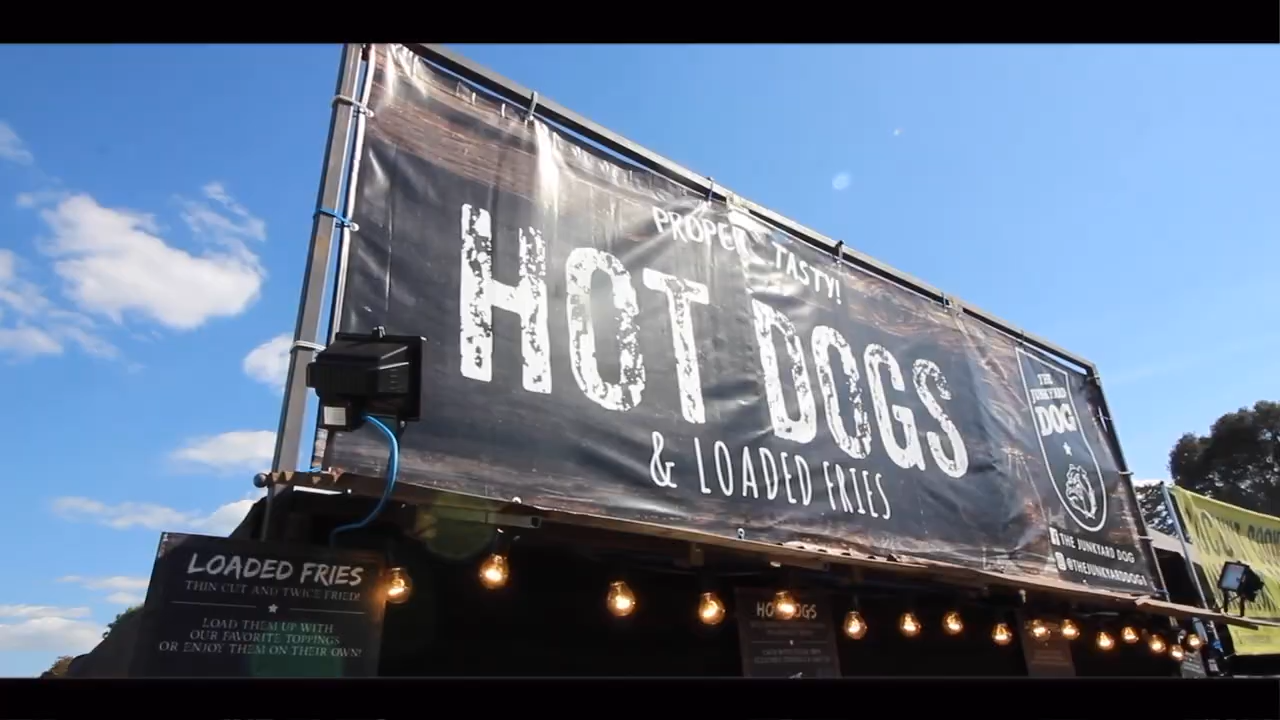 PROPER TASTY!
HOT DOGS
& LOADED FRIES
THE
JUNKYARD
DOG
THE JUNKYARD DOG
@THEJUNKYARDDOG1
LOADED FRIES
THIN CUT AND TWICE FRIED!
LOAD THEM UP WITH
OUR FAVORITE TOPPINGS
OR ENJOY THEM ON THEIR OWN!
HOT DOGS